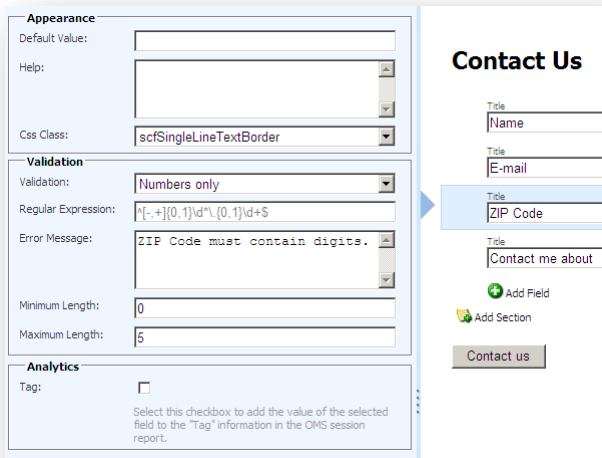 Appearance
Default Value:
Help:
Css Class:
scfSingleLineTextBorder
Validation
Validation:
Numbers only
Regular Expression:
^[-,+]{0,1}\d*\.{0,1}\d+$
Error Message:
ZIP Code must contain digits.
Minimum Length:
0
Maximum Length:
5
Analytics
Tag:
Select this checkbox to add the value of the selected
field to the "Tag" information in the OMS session
report.
Contact Us
Title
Name
Title
E-mail
Title
ZIP Code
Title
Contact me about
Add Field
Add Section
Contact us